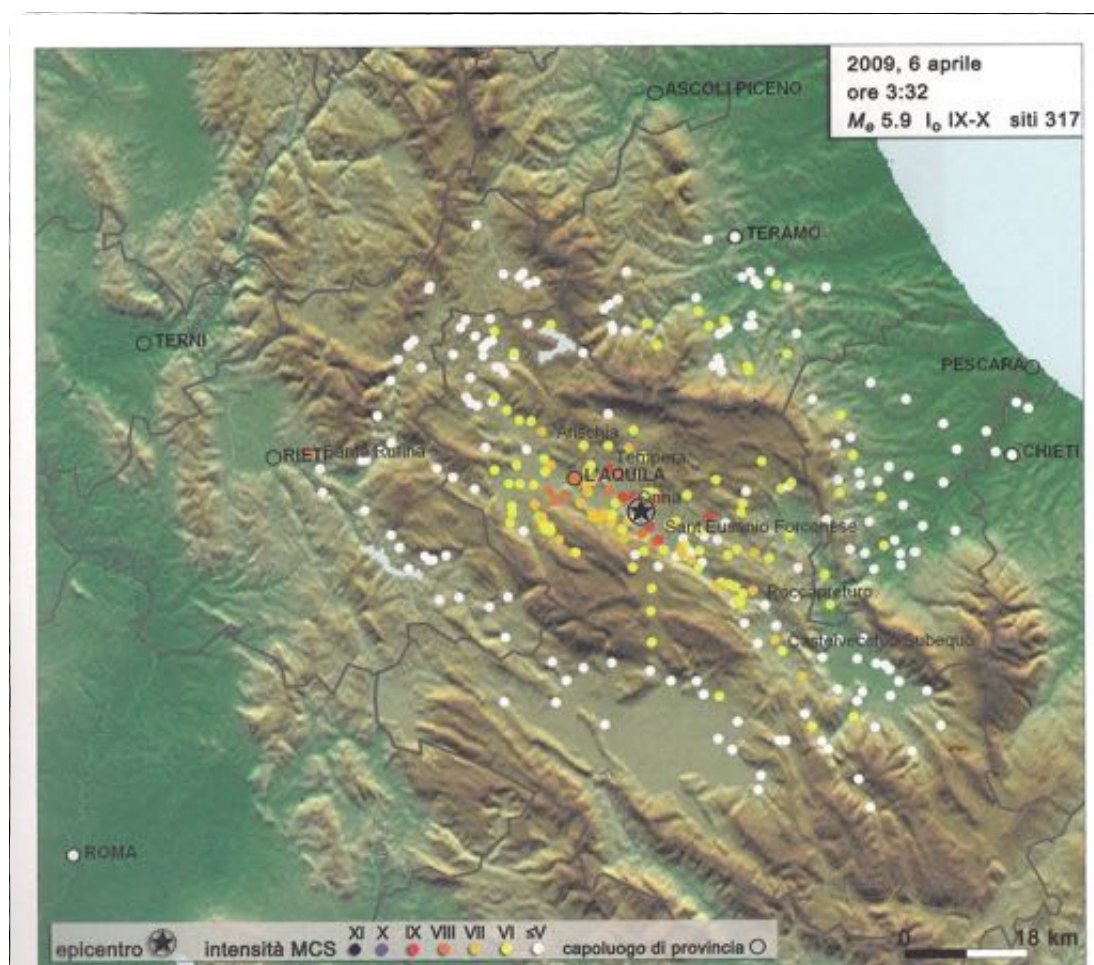 2009, 6 aprile
ore 3:32
Me 5.9 Io IX-X siti 317
ASCOLI PICENO
TERAMO
TERNI
PESCARA
RIETI
Santa Rufina
Arischia
Tempera
L'AQUILA
CHIETI
Onna
Sant'Eusanio Forconese
Roccapreturo
Castelvecchio Subequo
ROMA
XI X IX VIII VII VI ≤V
epicentro intensità MCS capoluogo di provincia
0 18 km